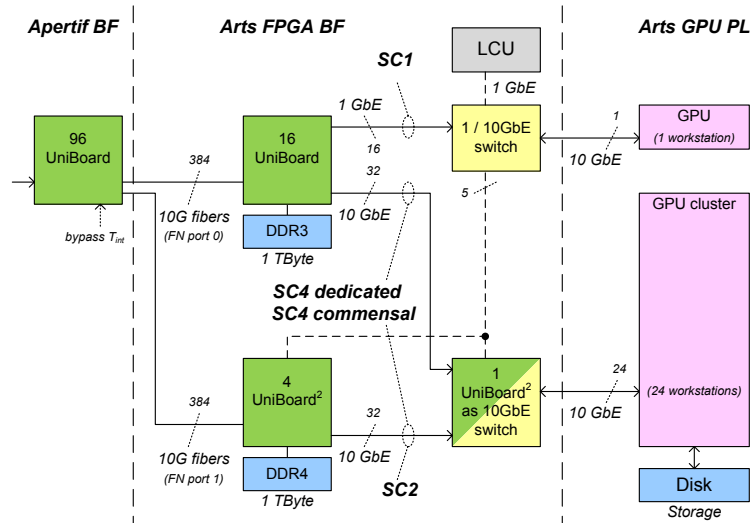 Apertif BF
Arts FPGA BF
Arts GPU PL
LCU
SC1
1 GbE
1 GbE
16
96
UniBoard
16
UniBoard
1 / 10GbE
switch
1
10 GbE
GPU
(1 workstation)
384
10G fibers
(FN port 0)
32
10 GbE
5
bypass Tint
DDR3
1 TByte
GPU cluster
SC4 dedicated
SC4 commensal
384
10G fibers
(FN port 1)
4
UniBoard²
32
10 GbE
1
UniBoard²
as 10GbE
switch
24
10 GbE
(24 workstations)
DDR4
1 TByte
SC2
Disk
Storage